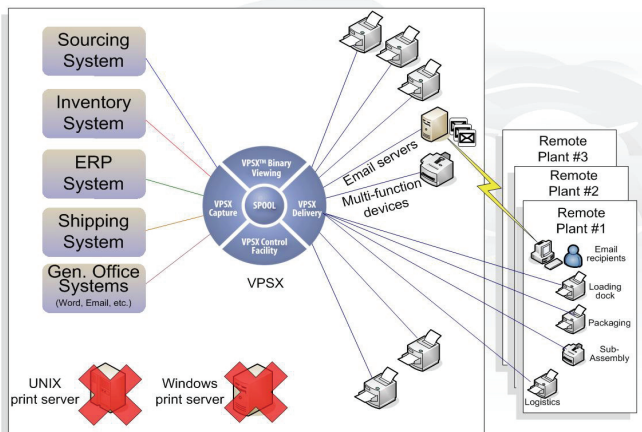 Sourcing
System
Inventory
System
ERP
System
Shipping
System
Gen. Office
Systems
(Word, Email, etc.)
VPSX™ Binary
Viewing
VPSX
Capture
SPOOL
VPSX
Delivery
VPSX Control
Facility
VPSX
Email servers
Multi-function
devices
UNIX
print server
Windows
print server
Remote
Plant #3
Remote
Plant #2
Remote
Plant #1
Email
recipients
Loading
dock
Packaging
Sub-
Assembly
Logistics